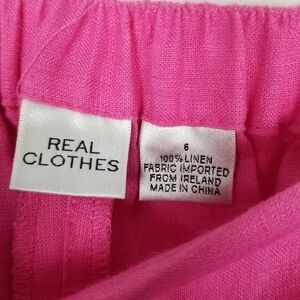 REAL
CLOTHES
6
100% LINEN
FABRIC IMPORTED
FROM IRELAND
MADE IN CHINA